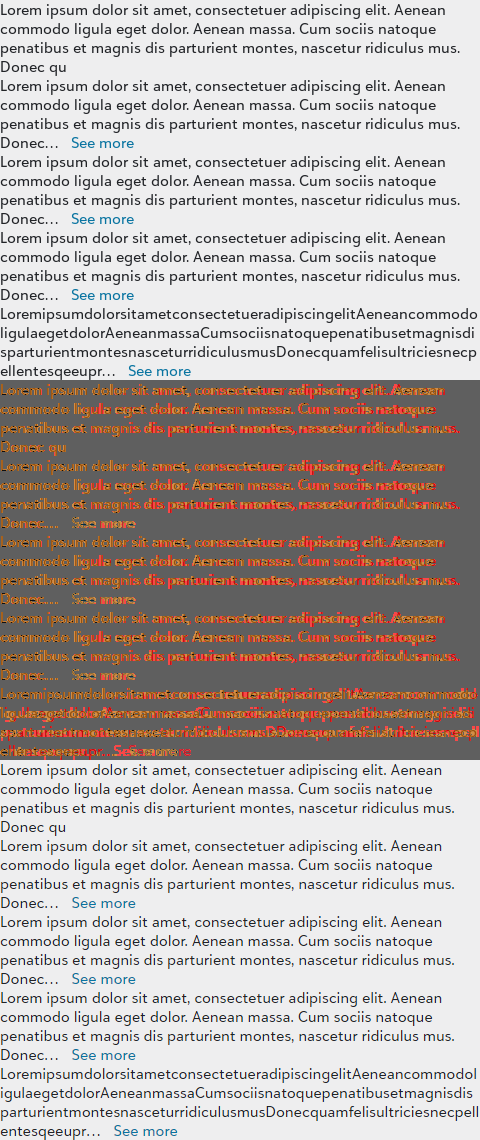 Lorem ipsum dolor sit amet, consectetuer adipiscing elit. Aenean
commodo ligula eget dolor. Aenean massa. Cum sociis natoque
penatibus et magnis dis parturient montes, nascetur ridiculus mus.
Donec qu
Lorem ipsum dolor sit amet, consectetuer adipiscing elit. Aenean
commodo ligula eget dolor. Aenean massa. Cum sociis natoque
penatibus et magnis dis parturient montes, nascetur ridiculus mus.
Donec… See more
Lorem ipsum dolor sit amet, consectetuer adipiscing elit. Aenean
commodo ligula eget dolor. Aenean massa. Cum sociis natoque
penatibus et magnis dis parturient montes, nascetur ridiculus mus.
Donec… See more
Lorem ipsum dolor sit amet, consectetuer adipiscing elit. Aenean
commodo ligula eget dolor. Aenean massa. Cum sociis natoque
penatibus et magnis dis parturient montes, nascetur ridiculus mus.
Donec… See more
LoremipsumdolorsitametconsectetueradipiscingelitAeneancommodo
ligulaegetdolorAeneanmassaCumsociisnatoquepenatibusetmagnisdi
sparturientmontesnasceturridiculusmusDonecquamfelisultriciesnecp
ellentesqeeupr… See more
Lorem ipsum dolor sit amet, consectetuer adipiscing elit. Aenean
commodo ligula eget dolor. Aenean massa. Cum sociis natoque
penatibus et magnis dis parturient montes, nascetur ridiculus mus.
Donec qu
Lorem ipsum dolor sit amet, consectetuer adipiscing elit. Aenean
commodo ligula eget dolor. Aenean massa. Cum sociis natoque
penatibus et magnis dis parturient montes, nascetur ridiculus mus.
Donec… See more
Lorem ipsum dolor sit amet, consectetuer adipiscing elit. Aenean
commodo ligula eget dolor. Aenean massa. Cum sociis natoque
penatibus et magnis dis parturient montes, nascetur ridiculus mus.
Donec… See more
Lorem ipsum dolor sit amet, consectetuer adipiscing elit. Aenean
commodo ligula eget dolor. Aenean massa. Cum sociis natoque
penatibus et magnis dis parturient montes, nascetur ridiculus mus.
Donec… See more
Lorem ipsum dolor sit amet, consectetuer adipiscing elit. Aenean
commodo ligula eget dolor. Aenean massa. Cum sociis natoque
penatibus et magnis dis parturient montes, nascetur ridiculus mus.
Donec qu
Lorem ipsum dolor sit amet, consectetuer adipiscing elit. Aenean
commodo ligula eget dolor. Aenean massa. Cum sociis natoque
penatibus et magnis dis parturient montes, nascetur ridiculus mus.
Donec… See more
Lorem ipsum dolor sit amet, consectetuer adipiscing elit. Aenean
commodo ligula eget dolor. Aenean massa. Cum sociis natoque
penatibus et magnis dis parturient montes, nascetur ridiculus mus.
Donec… See more
Lorem ipsum dolor sit amet, consectetuer adipiscing elit. Aenean
commodo ligula eget dolor. Aenean massa. Cum sociis natoque
penatibus et magnis dis parturient montes, nascetur ridiculus mus.
Donec… See more
LoremipsumdolorsitametconsectetueradipiscingelitAeneancommodol
igulaegetdolorAeneanmassaCumsociisnatoquepenatibusetmagnisdis
parturientmontesnasceturridiculusmusDonecquamfelisultriciesnecpell
entesqeeupr… See more